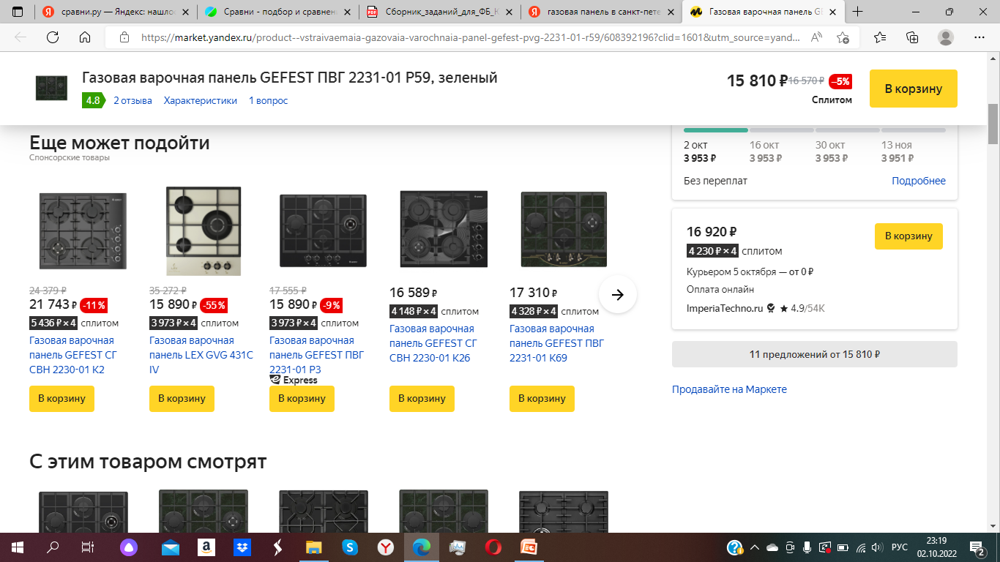 сравни.ру — Яндекс: нашлос
Сравни - подбор и сравнени
Сборник_заданий_для_ФБ_К
газовая панель в санкт-пете
Газовая варочная панель GE
https://market.yandex.ru/product--vstraivaemaia-gazovaia-varochnaia-panel-gefest-pvg-2231-01-r59/608392196?clid=1601&utm_source=yand...
Газовая варочная панель GEFEST ПВГ 2231-01 Р59, зеленый
4.8 2 отзыва Характеристики 1 вопрос
15 810 ₽ 16 570 ₽ –5%
Сплитом
В корзину
Еще может подойти
Спонсорские товары
24 379 ₽
21 743 ₽ -11 %
5 436 ₽ × 4 сплитом
Газовая варочная
панель GEFEST СГ
СВН 2230-01 К2
В корзину
35 272 ₽
15 890 ₽ -55 %
3 973 ₽ × 4 сплитом
Газовая варочная
панель LEX GVG 431C
IV
В корзину
17 555 ₽
15 890 ₽ -9 %
3 973 ₽ × 4 сплитом
Газовая варочная
панель GEFEST ПВГ
2231-01 Р3
Express
В корзину
16 589 ₽
4 148 ₽ × 4 сплитом
Газовая варочная
панель GEFEST СГ
СВН 2230-01 К26
В корзину
17 310 ₽
4 328 ₽ × 4 сплитом
Газовая варочная
панель GEFEST ПВГ
2231-01 К69
В корзину
2 окт 16 окт 30 окт 13 ноя
3 953 ₽ 3 953 ₽ 3 953 ₽ 3 951 ₽
Без переплат Подробнее
16 920 ₽
В корзину
4 230 ₽ × 4 сплитом
Курьером 5 октября — от 0 ₽
Оплата онлайн
ImperiaTechno.ru 4.9/54K
11 предложений от 15 810 ₽
Продавайте на Маркете
С этим товаром смотрят
РУС
23:19
02.10.2022
2